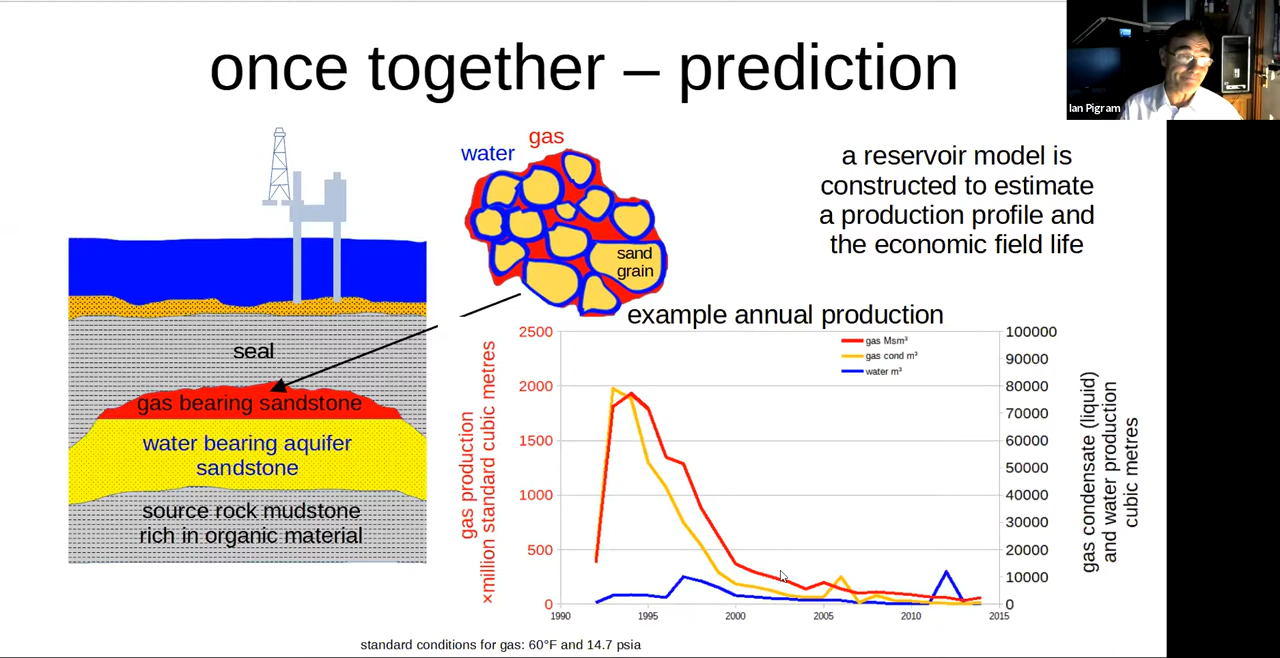 once together – prediction
Ian Pigram
gas
water
sand
grain
a reservoir model is
constructed to estimate
a production profile and
the economic field life
seal
gas bearing sandstone
water bearing aquifer
sandstone
source rock mudstone
rich in organic material
example annual production
gas Msm³
gas cond m³
water m³
gas production
×million standard cubic metres
2500
2000
1500
1000
500
0
100000
90000
80000
70000
60000
50000
40000
30000
20000
10000
0
gas condensate (liquid)
and water production
cubic metres
1990
1995
2000
2005
2010
2015
standard conditions for gas: 60°F and 14.7 psia